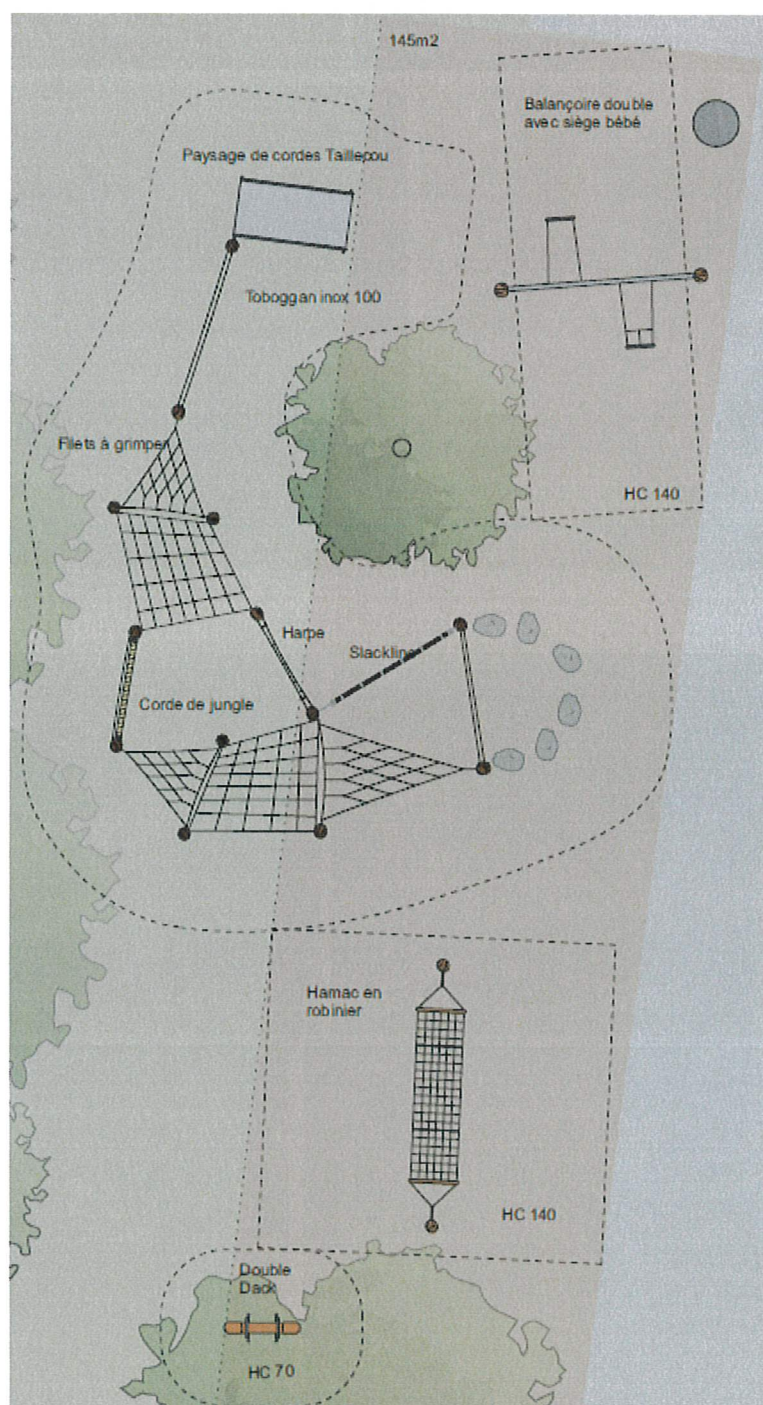 145m2
Balançoire double
avec siège bébé
Paysage de cordes Taillepou
Toboggan inox 100
Filets à grimper
HC 140
Harpe
Slackline
Corde de jungle
Hamac en
robinier
HC 140
Double
Dack
HC 70